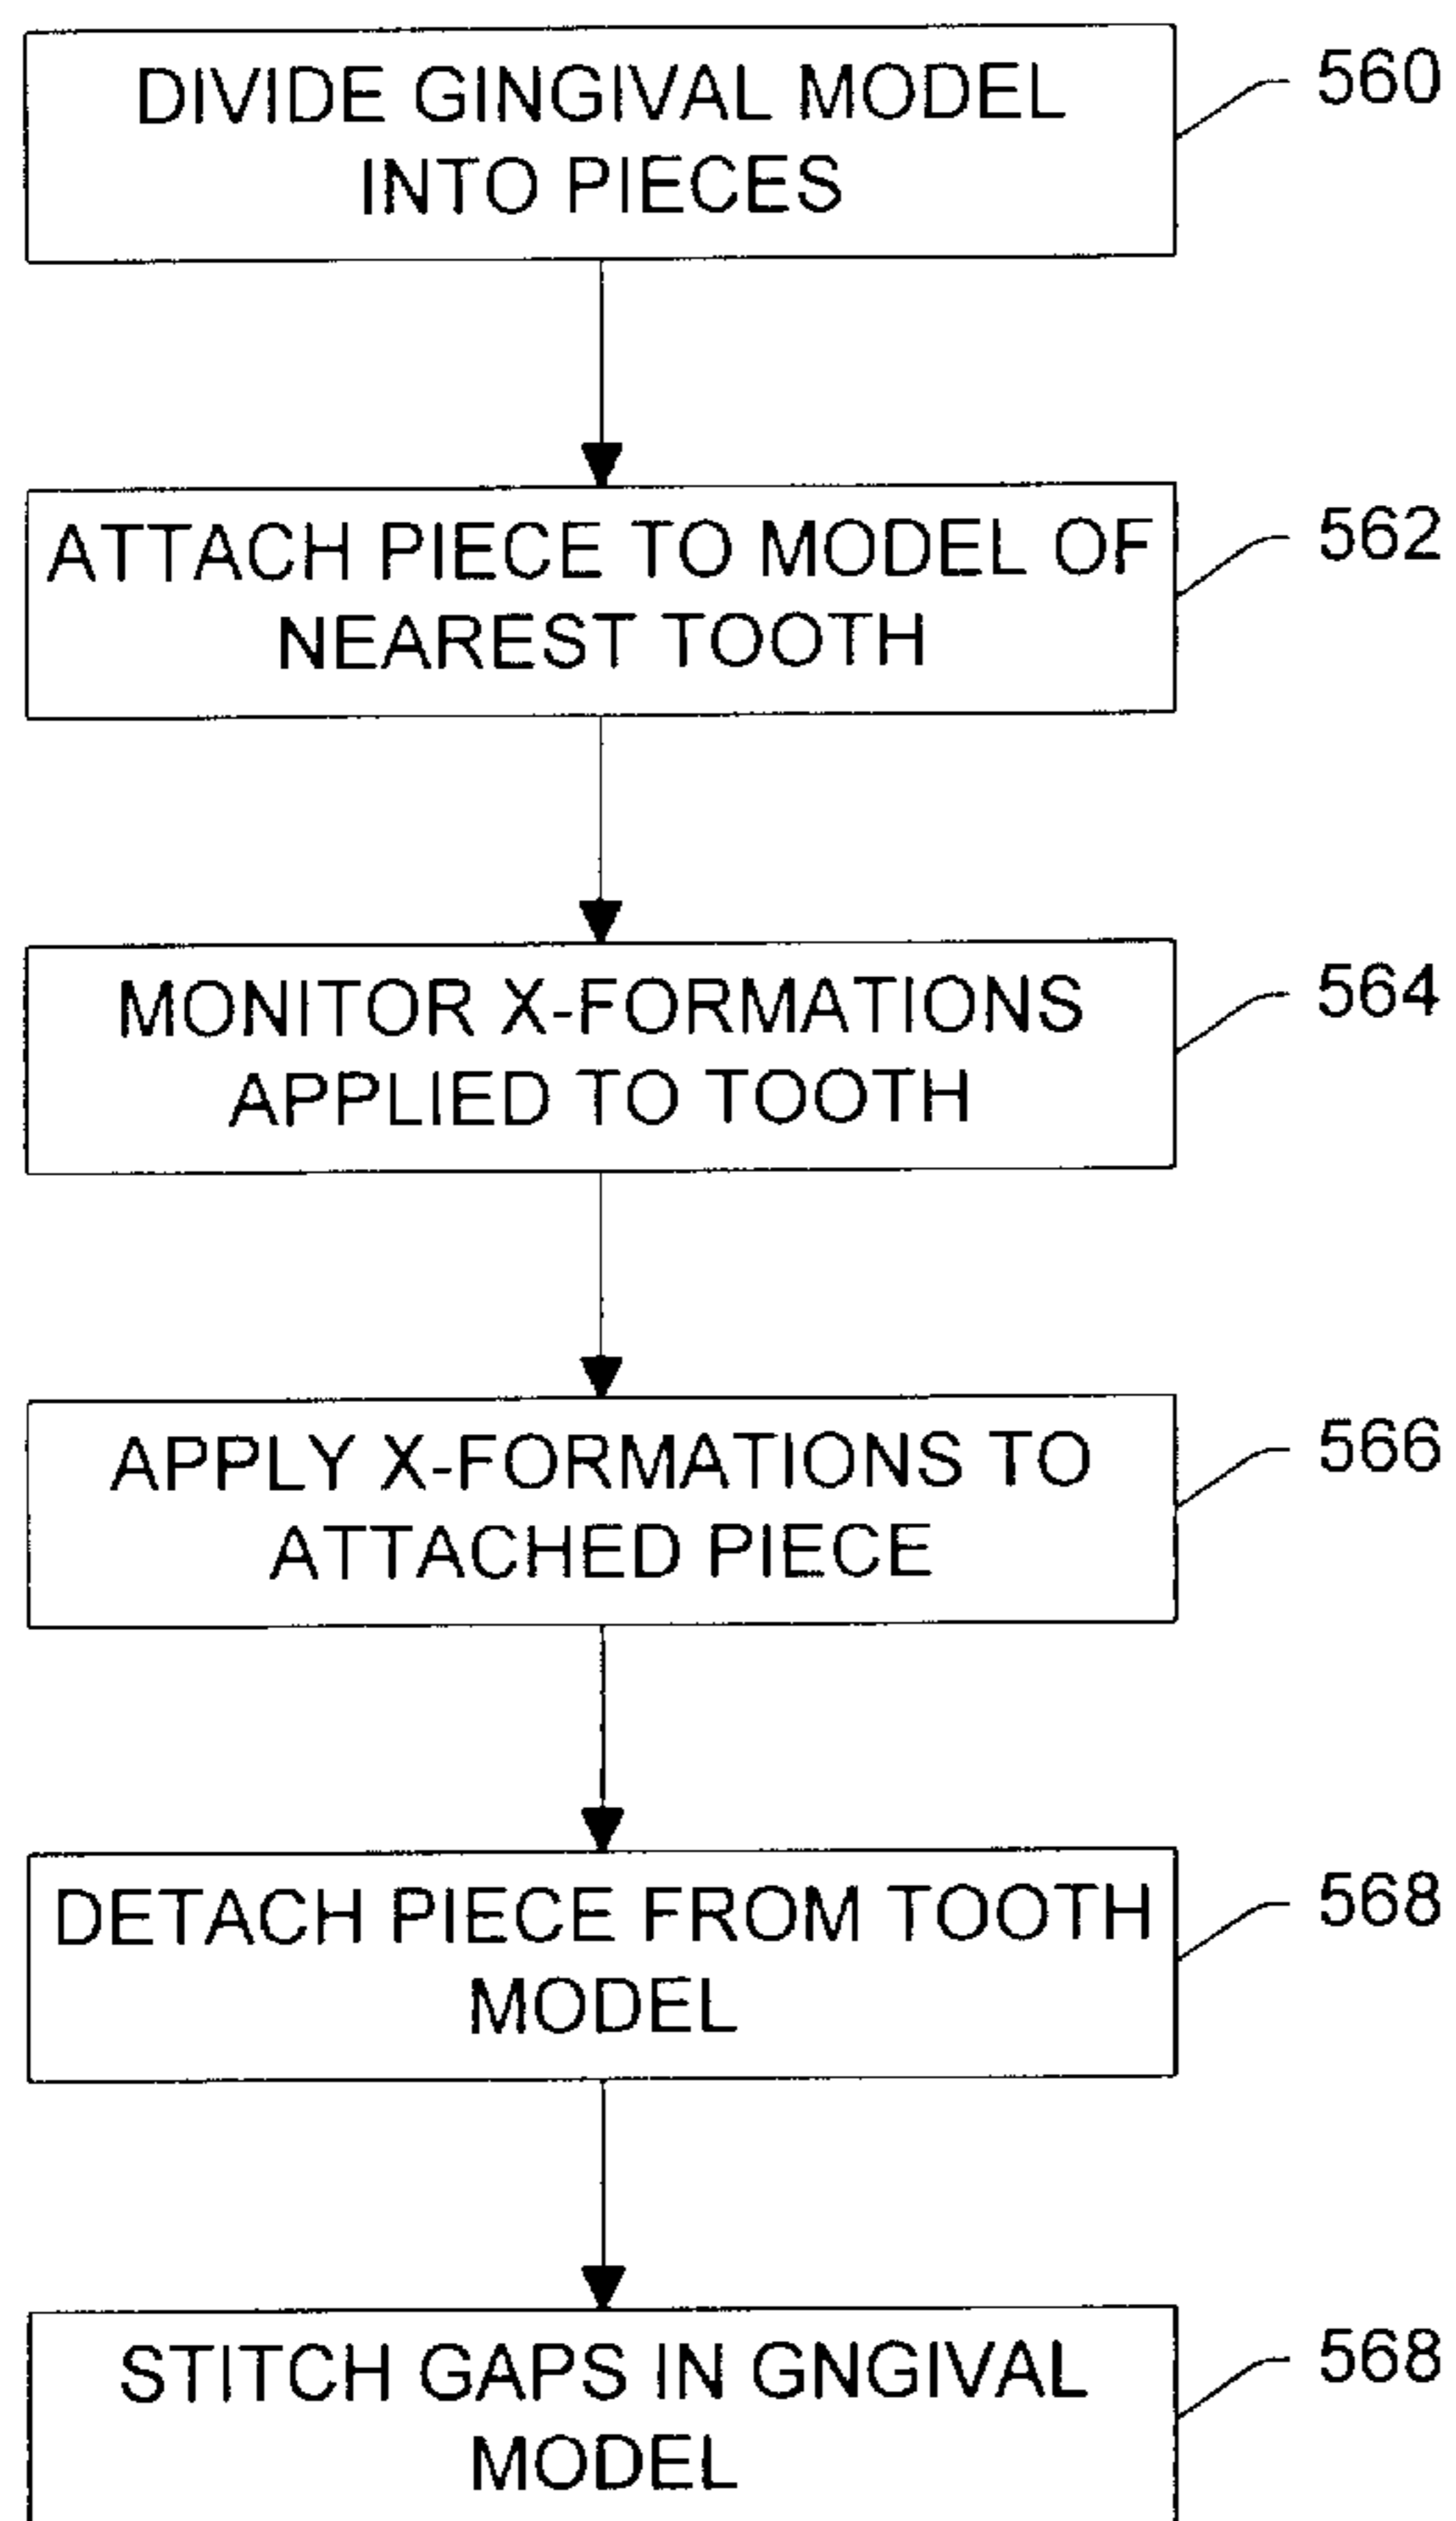 DIVIDE GINGIVAL MODEL
INTO PIECES
560
ATTACH PIECE TO MODEL OF
NEAREST TOOTH
562
MONITOR X-FORMATIONS
APPLIED TO TOOTH
564
APPLY X-FORMATIONS TO
ATTACHED PIECE
566
DETACH PIECE FROM TOOTH
MODEL
568
STITCH GAPS IN GNGIVAL
MODEL
568